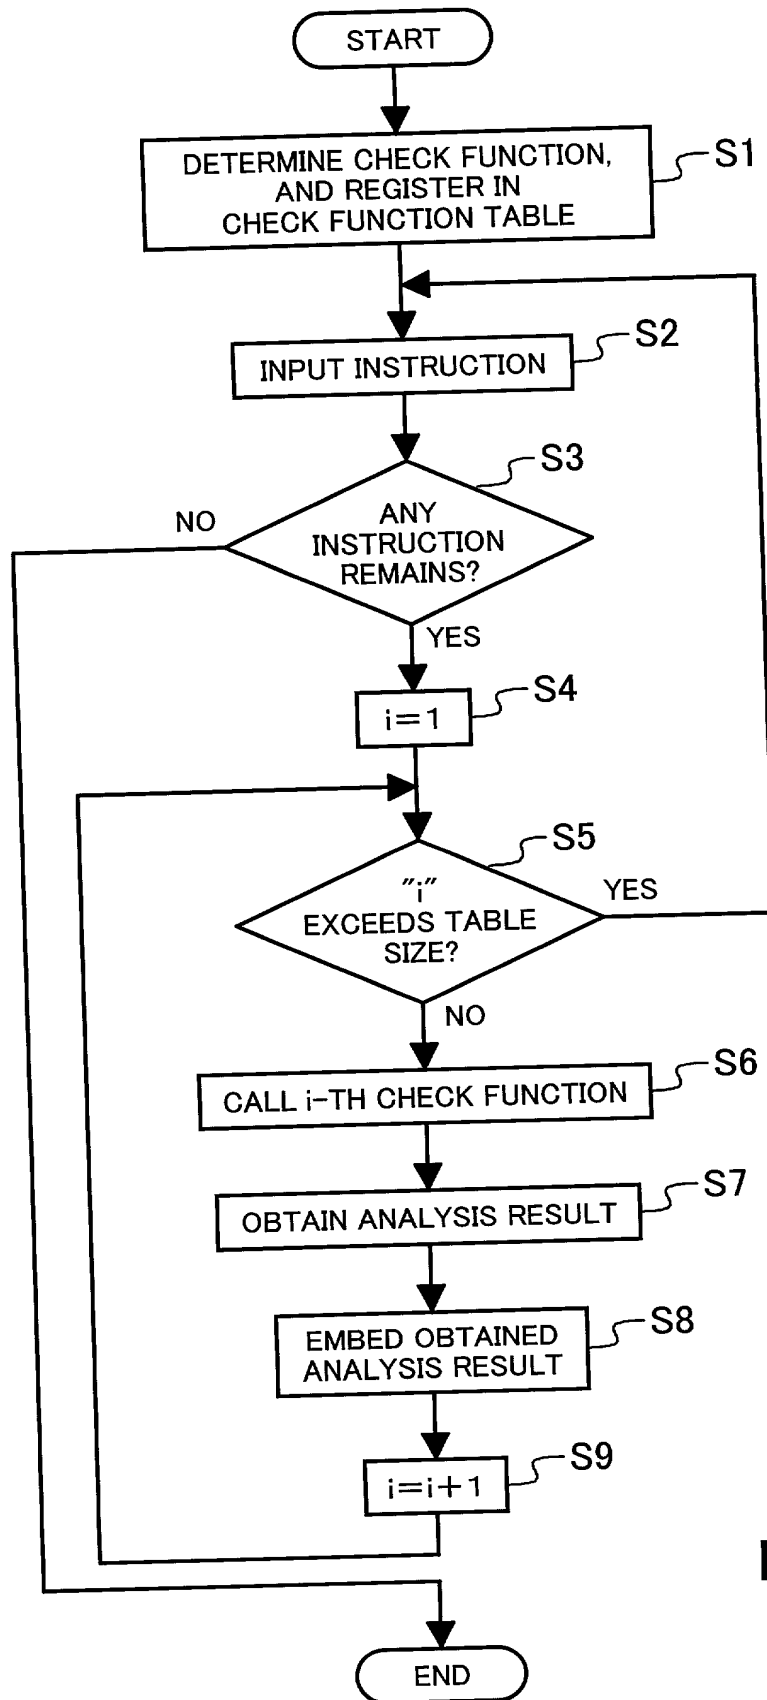 START
DETERMINE CHECK FUNCTION,
AND REGISTER IN
CHECK FUNCTION TABLE
S1
INPUT INSTRUCTION
S2
S3
ANY
INSTRUCTION
REMAINS?
NO
YES
i=1
S4
S5
"i"
EXCEEDS TABLE
SIZE?
YES
NO
CALL i-TH CHECK FUNCTION
S6
OBTAIN ANALYSIS RESULT
S7
EMBED OBTAINED
ANALYSIS RESULT
S8
i=i+1
S9
END